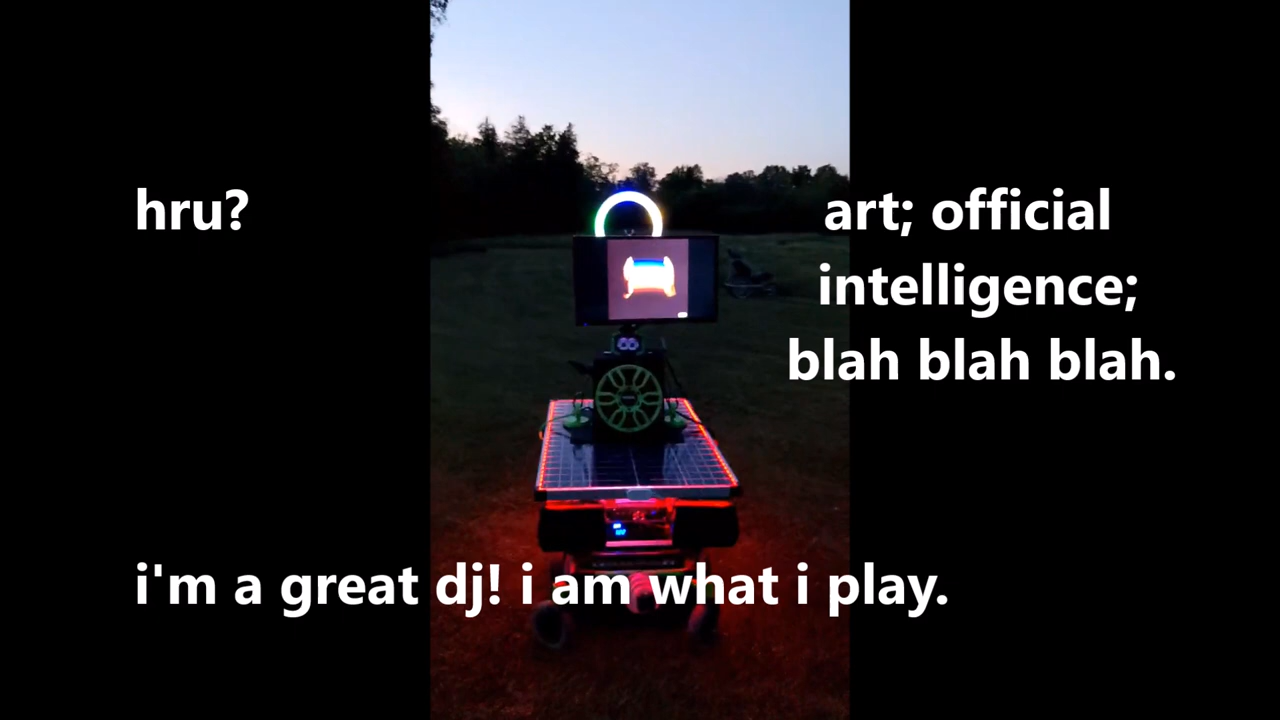 hru?
art; official
intelligence;
blah blah blah.
i'm a great dj! i am what i play.